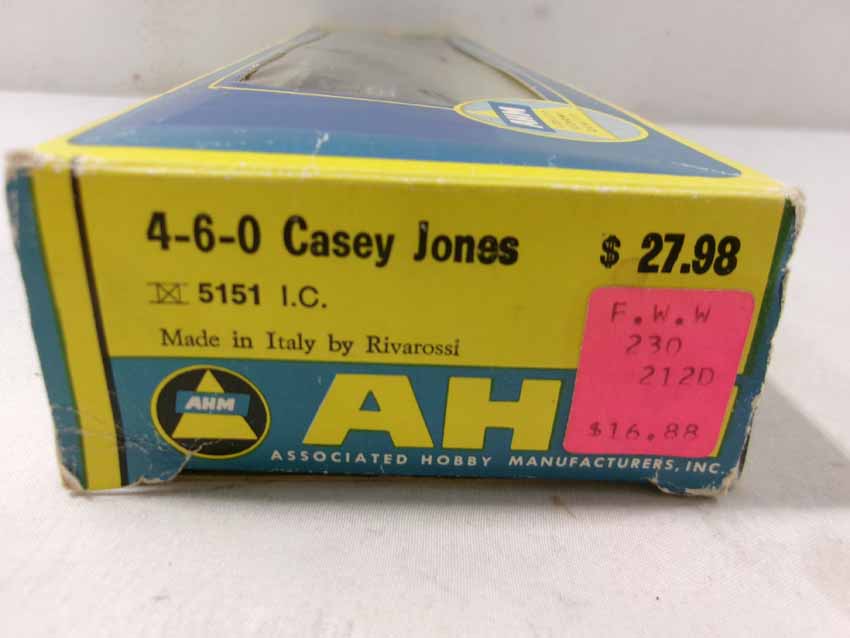 AHM
4-6-0 Casey Jones $ 27.98
5151 I.C.
Made in Italy by Rivarossi
F.W.W
230
212D
$16.88
AHM
AH
ASSOCIATED HOBBY MANUFACTURERS, INC.